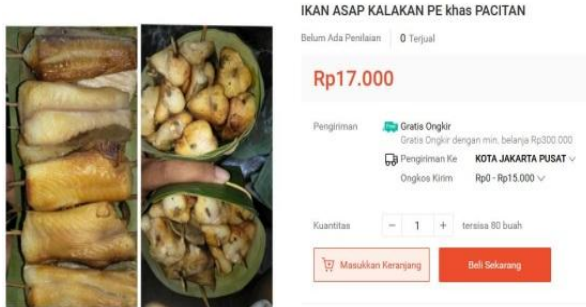 IKAN ASAP KALAKAN PE khas PACITAN
Belum Ada Penilaian 0 Terjual
Rp17.000
Pengiriman Gratis Ongkir
Gratis Ongkir dengan min. belanja Rp300.000
Pengiriman Ke KOTA JAKARTA PUSAT
Ongkos Kirim Rp0 - Rp15.000
Kuantitas - 1 + tersisa 80 buah
Masukkan Keranjang Beli Sekarang